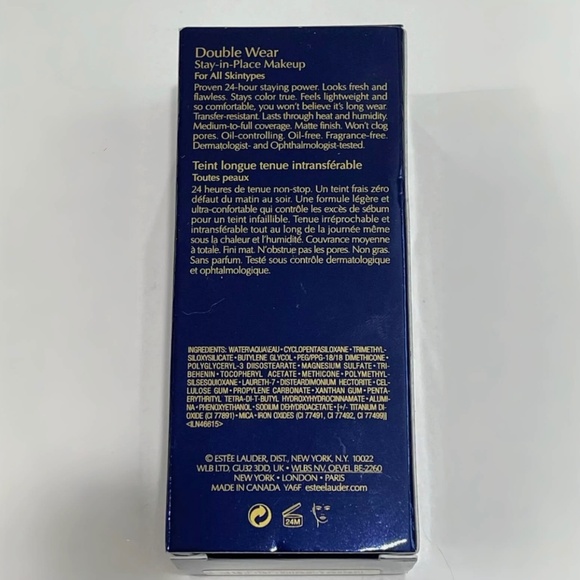 Double Wear
Stay-in-Place Makeup
For All Skintypes
Proven 24-hour staying power. Looks fresh and
flawless. Stays color true. Feels lightweight and
so comfortable, you won't believe it's long wear.
Transfer-resistant. Lasts through heat and humidity.
Medium-to-full coverage. Matte finish. Won't clog
pores. Oil-controlling. Oil-free. Fragrance-free.
Dermatologist- and Ophthalmologist-tested.
Teint longue tenue intransférable
Toutes peaux
24 heures de tenue non-stop. Un teint frais zéro
défaut du matin au soir. Une formule légère et
ultra-confortable qui contrôle les excès de sébum
pour un teint infaillible. Tenue irréprochable et
intransférable tout au long de la journée même
sous la chaleur et l'humidité. Couvrance moyenne
à totale. Fini mat. N'obstrue pas les pores. Non gras.
Sans parfum. Testé sous contrôle dermatologique
et ophtalmologique.
INGREDIENTS: WATER\AQUA\EAU • CYCLOPENTASILOXANE • TRIMETHYL-
SILOXYSILICATE • BUTYLENE GLYCOL • PEG/PPG-18/18 DIMETHICONE •
POLYGLYCERYL-3 DIISOSTEARATE • MAGNESIUM SULFATE • TRI-
BEHENIN • TOCOPHERYL ACETATE • METHICONE • POLYMETHYL-
SILSESQUIOXANE • LAURETH-7 • DISTEARDIMONIUM HECTORITE • CEL-
LULOSE GUM • PROPYLENE CARBONATE • XANTHAN GUM • PENTA-
ERYTHRITYL TETRA-DI-T-BUTYL HYDROXYHYDROCINNAMATE • ALUMI-
NA • PHENOXYETHANOL • SODIUM DEHYDROACETATE • [+/- TITANIUM DI-
OXIDE (CI 77891) • MICA • IRON OXIDES (CI 77491, CI 77492, CI 77499)]
<ILN46615>
© ESTĒE LAUDER, DIST., NEW YORK, N.Y. 10022
WLB LTD, GU32 3DD, UK • WLBS NV. OEVEL BE-2260
NEW YORK • LONDON • PARIS
MADE IN CANADA YA6F esteelauder.com
24M